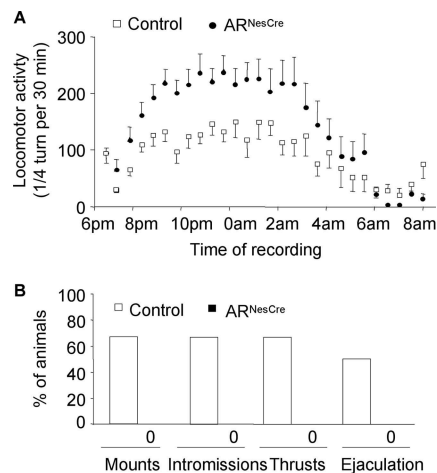 A
Control AR^NesCre
Locomotor activty
(1/4 turn per 30 min)
300
200
100
0
6pm 8pm 10pm 0am 2am 4am 6am 8am
Time of recording
B
Control AR^NesCre
% of animals
100
80
60
40
20
0
0 0 0 0
Mounts Intromissions Thrusts Ejaculation